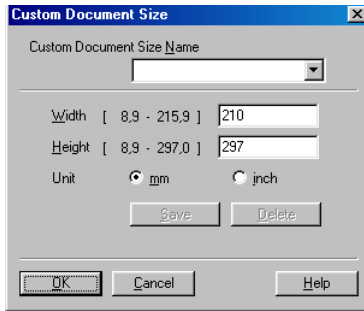 Custom Document Size
Custom Document Size Name
Width [ 8,9 - 215,9 ] 210
Height [ 8,9 - 297,0 ] 297
Unit mm inch
Save Delete
OK Cancel Help